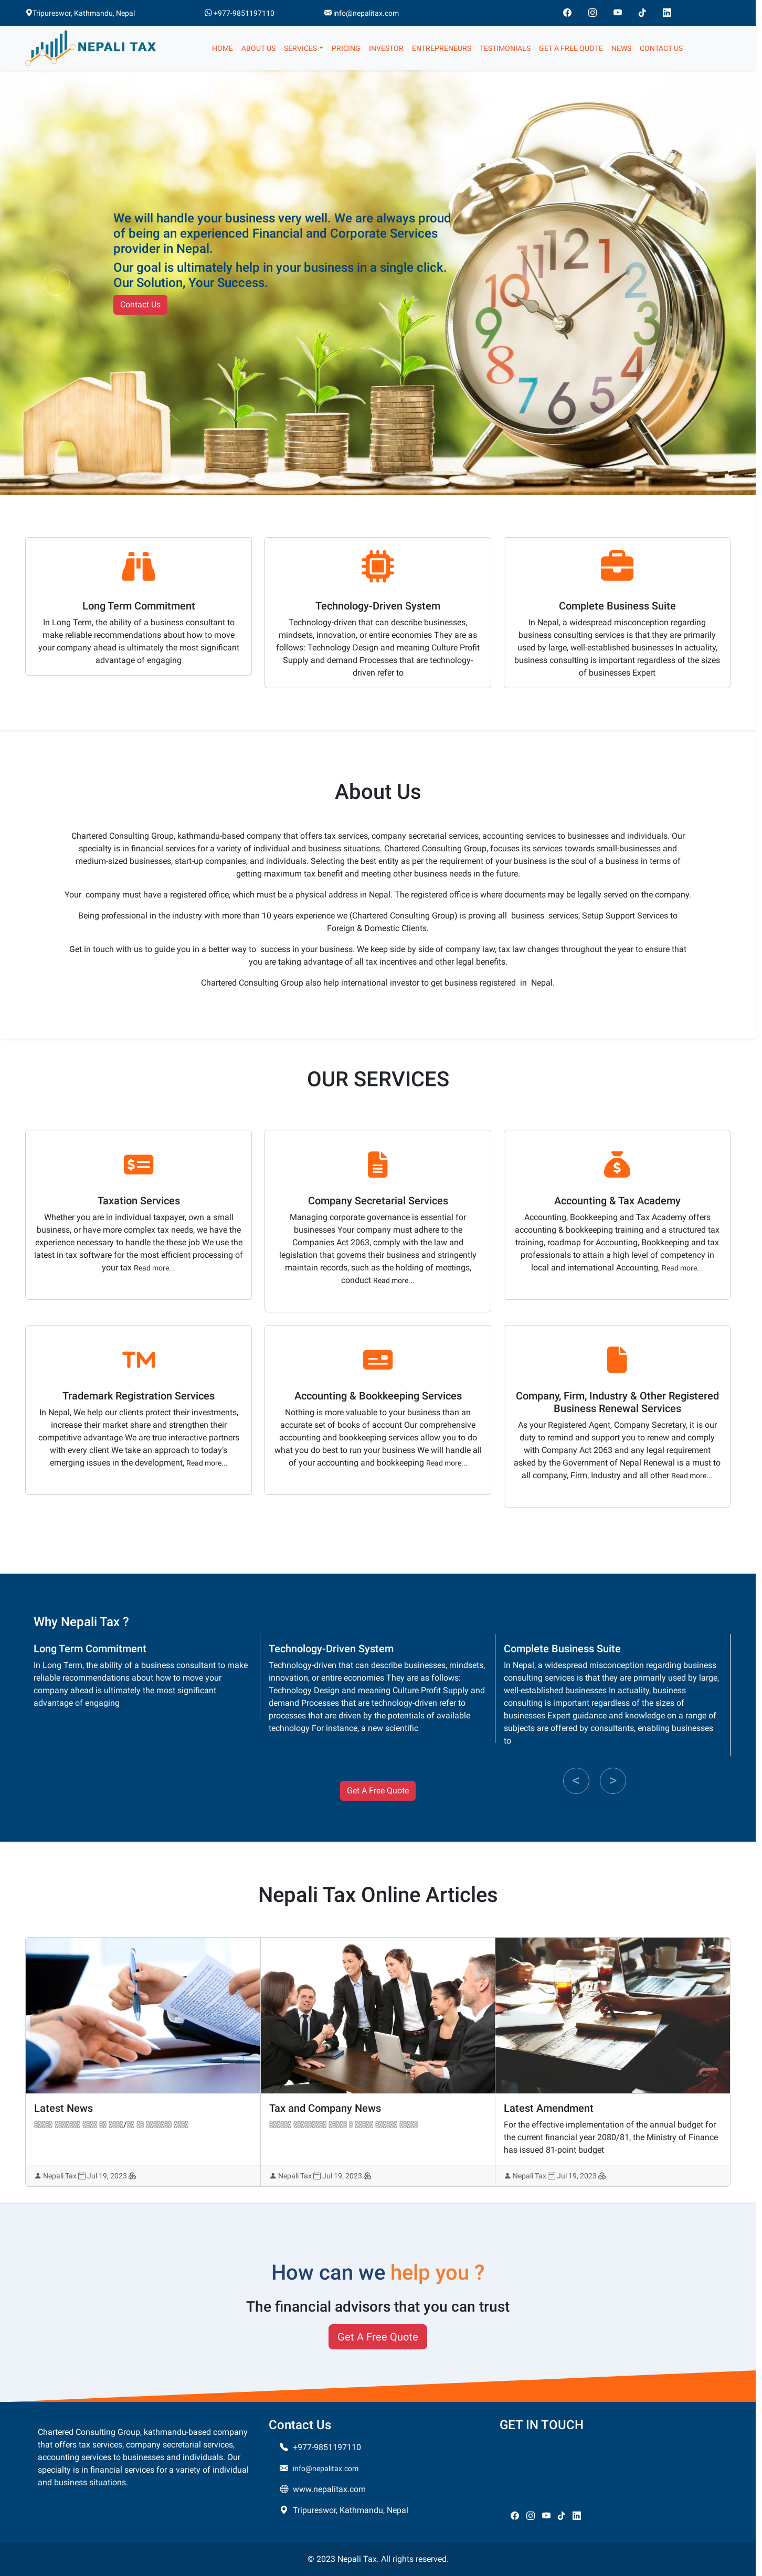 Tripureswor, Kathmandu, Nepal
+977-9851197110
info@nepalitax.com
NEPALI TAX
HOME ABOUT US SERVICES PRICING INVESTOR ENTREPRENEURS TESTIMONIALS GET A FREE QUOTE NEWS CONTACT US
We will handle your business very well. We are always proud
of being an experienced Financial and Corporate Services
provider in Nepal.
Our goal is ultimately help in your business in a single click.
Our Solution, Your Success.
Contact Us
Long Term Commitment
In Long Term, the ability of a business consultant to
make reliable recommendations about how to move
your company ahead is ultimately the most significant
advantage of engaging
Technology-Driven System
Technology-driven that can describe businesses,
mindsets, innovation, or entire economies They are as
follows: Technology Design and meaning Culture Profit
Supply and demand Processes that are technology-
driven refer to
Complete Business Suite
In Nepal, a widespread misconception regarding
business consulting services is that they are primarily
used by large, well-established businesses In actuality,
business consulting is important regardless of the sizes
of businesses Expert
About Us
Chartered Consulting Group, kathmandu-based company that offers tax services, company secretarial services, accounting services to businesses and individuals. Our
specialty is in financial services for a variety of individual and business situations. Chartered Consulting Group, focuses its services towards small-businesses and
medium-sized businesses, start-up companies, and individuals. Selecting the best entity as per the requirement of your business is the soul of a business in terms of
getting maximum tax benefit and meeting other business needs in the future.
Your company must have a registered office, which must be a physical address in Nepal. The registered office is where documents may be legally served on the company.
Being professional in the industry with more than 10 years experience we (Chartered Consulting Group) is proving all business services, Setup Support Services to
Foreign & Domestic Clients.
Get in touch with us to guide you in a better way to success in your business. We keep side by side of company law, tax law changes throughout the year to ensure that
you are taking advantage of all tax incentives and other legal benefits.
Chartered Consulting Group also help international investor to get business registered in Nepal.
OUR SERVICES
Taxation Services
Whether you are in individual taxpayer, own a small
business, or have more complex tax needs, we have the
experience necessary to handle the these job We use the
latest in tax software for the most efficient processing of
your tax Read more...
Company Secretarial Services
Managing corporate governance is essential for
businesses Your company must adhere to the
Companies Act 2063, comply with the law and
legislation that governs their business and stringently
maintain records, such as the holding of meetings,
conduct Read more...
Accounting & Tax Academy
Accounting, Bookkeeping and Tax Academy offers
accounting & bookkeeping training and a structured tax
training, roadmap for Accounting, Bookkeeping and tax
professionals to attain a high level of competency in
local and international Accounting, Read more...
TM
Trademark Registration Services
In Nepal, We help our clients protect their investments,
increase their market share and strengthen their
competitive advantage We are true interactive partners
with every client We take an approach to today's
emerging issues in the development, Read more...
Accounting & Bookkeeping Services
Nothing is more valuable to your business than an
accurate set of books of account Our comprehensive
accounting and bookkeeping services allow you to do
what you do best to run your business We will handle all
of your accounting and bookkeeping Read more...
Company, Firm, Industry & Other Registered
Business Renewal Services
As your Registered Agent, Company Secretary, it is our
duty to remind and support you to renew and comply
with Company Act 2063 and any legal requirement
asked by the Government of Nepal Renewal is a must to
all company, Firm, Industry and all other Read more...
Why Nepali Tax ?
Long Term Commitment
In Long Term, the ability of a business consultant to make
reliable recommendations about how to move your
company ahead is ultimately the most significant
advantage of engaging
Technology-Driven System
Technology-driven that can describe businesses, mindsets,
innovation, or entire economies They are as follows:
Technology Design and meaning Culture Profit Supply and
demand Processes that are technology-driven refer to
processes that are driven by the potentials of available
technology For instance, a new scientific
Complete Business Suite
In Nepal, a widespread misconception regarding business
consulting services is that they are primarily used by large,
well-established businesses In actuality, business
consulting is important regardless of the sizes of
businesses Expert guidance and knowledge on a range of
subjects are offered by consultants, enabling businesses
to
< >
Get A Free Quote
Nepali Tax Online Articles
Latest News
Nepali Tax Jul 19, 2023
Tax and Company News
Nepali Tax Jul 19, 2023
Latest Amendment
For the effective implementation of the annual budget for
the current financial year 2080/81, the Ministry of Finance
has issued 81-point budget
Nepali Tax Jul 19, 2023
How can we help you ?
The financial advisors that you can trust
Get A Free Quote
Chartered Consulting Group, kathmandu-based company
that offers tax services, company secretarial services,
accounting services to businesses and individuals. Our
specialty is in financial services for a variety of individual
and business situations.
Contact Us
+977-9851197110
info@nepalitax.com
www.nepalitax.com
Tripureswor, Kathmandu, Nepal
GET IN TOUCH
© 2023 Nepali Tax. All rights reserved.